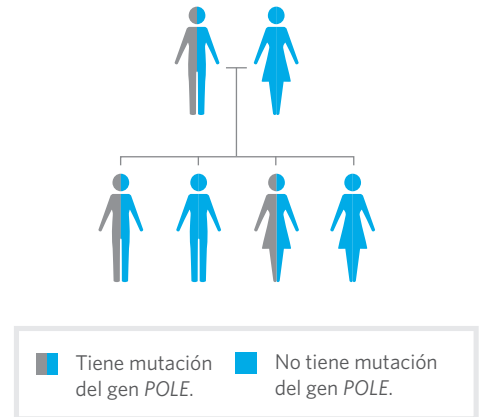 Tiene mutación
del gen POLE.
No tiene mutación
del gen POLE.